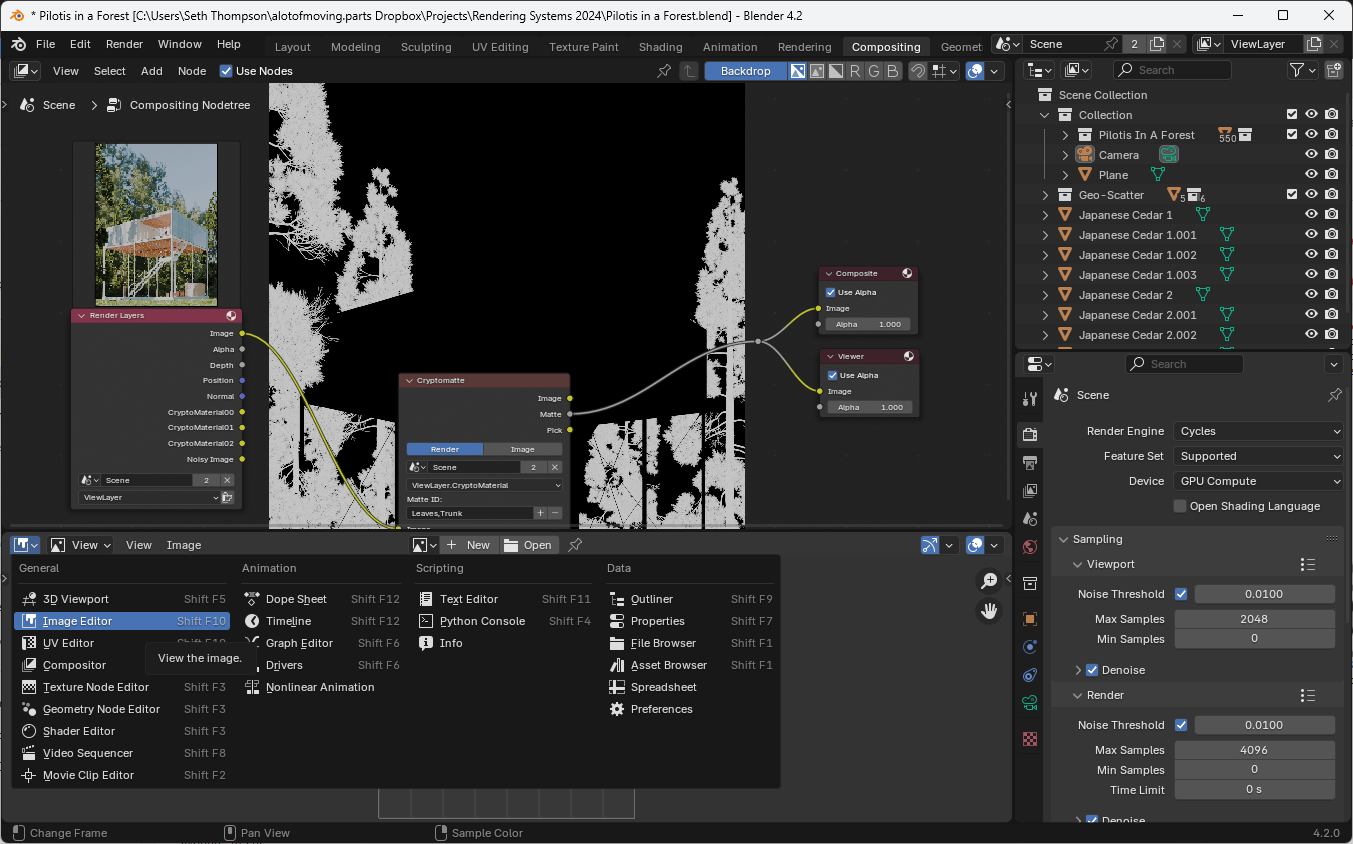 * Pilotis in a Forest [C:\Users\Seth Thompson\alotofmoving.parts Dropbox\Projects\Rendering Systems 2024\Pilotis in a Forest.blend] - Blender 4.2
File Edit Render Window Help Layout Modeling Sculpting UV Editing Texture Paint Shading Animation Rendering Compositing Geomet Scene 2 ViewLayer
View Select Add Node Use Nodes Backdrop R G B Search
Scene > Compositing Nodetree
Scene Collection
Collection
Pilotis In A Forest 550
Camera
Plane
Geo-Scatter 5 6
Japanese Cedar 1
Japanese Cedar 1.001
Japanese Cedar 1.002
Japanese Cedar 1.003
Japanese Cedar 2
Japanese Cedar 2.001
Japanese Cedar 2.002
Render Layers
Image
Alpha
Depth
Position
Normal
CryptoMaterial00
CryptoMaterial01
CryptoMaterial02
Noisy Image
Scene 2
ViewLayer
Cryptomatte
Image
Matte
Pick
Render Image
Scene 2
ViewLayer.CryptoMaterial
Matte ID:
Leaves,Trunk
Image
Composite
Use Alpha
Image
Alpha 1.000
Viewer
Use Alpha
Image
Alpha 1.000
View View Image New Open
General
3D Viewport Shift F5
Image Editor Shift F10
UV Editor Shift F10
Compositor
Texture Node Editor Shift F3
Geometry Node Editor Shift F3
Shader Editor Shift F3
Video Sequencer Shift F8
Movie Clip Editor Shift F2
View the image.
Animation
Dope Sheet Shift F12
Timeline Shift F12
Graph Editor Shift F6
Drivers Shift F6
Nonlinear Animation
Scripting
Text Editor Shift F11
Python Console Shift F4
Info
Data
Outliner Shift F9
Properties Shift F7
File Browser Shift F1
Asset Browser Shift F1
Spreadsheet
Preferences
Search
Scene
Render Engine Cycles
Feature Set Supported
Device GPU Compute
Open Shading Language
Sampling
Viewport
Noise Threshold 0.0100
Max Samples 2048
Min Samples 0
Denoise
Render
Noise Threshold 0.0100
Max Samples 4096
Min Samples 0
Time Limit 0 s
Denoise
Change Frame Pan View Sample Color 4.2.0